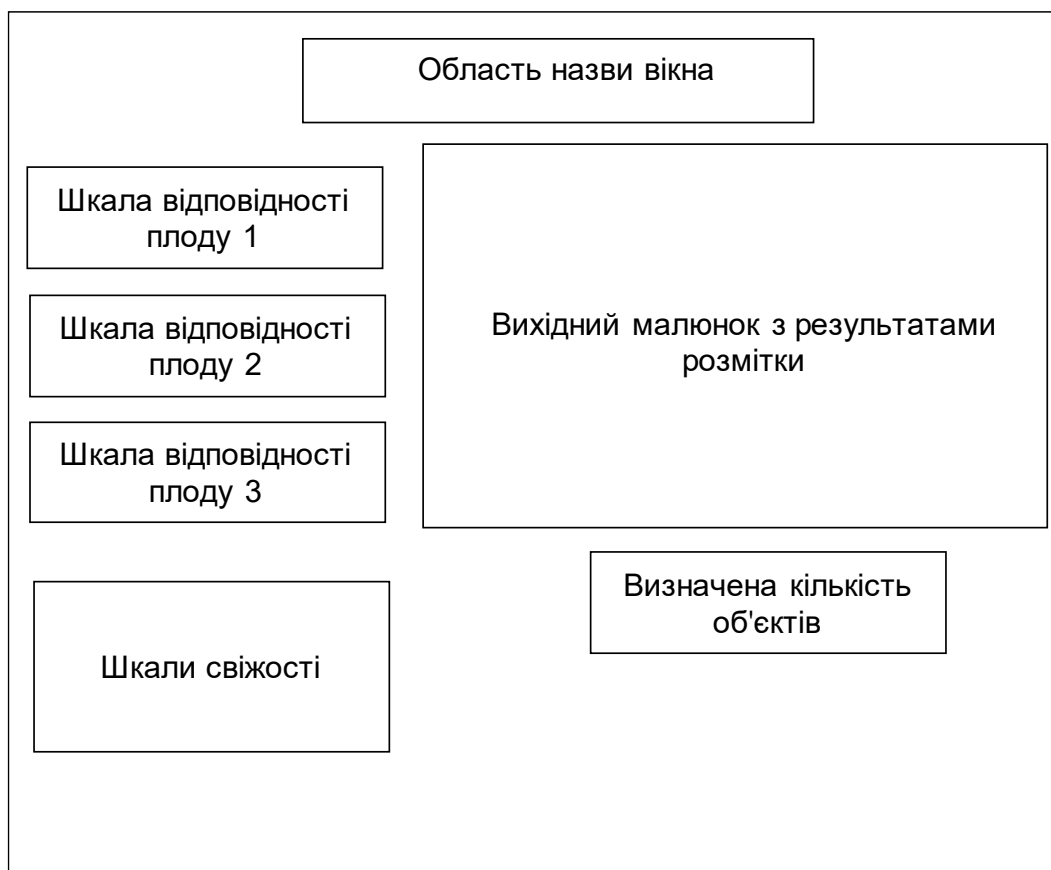 Область назви вікна
Шкала відповідності
плоду 1
Шкала відповідності
плоду 2
Шкала відповідності
плоду 3
Вихідний малюнок з результатами
розмітки
Визначена кількість
об'єктів
Шкали свіжості